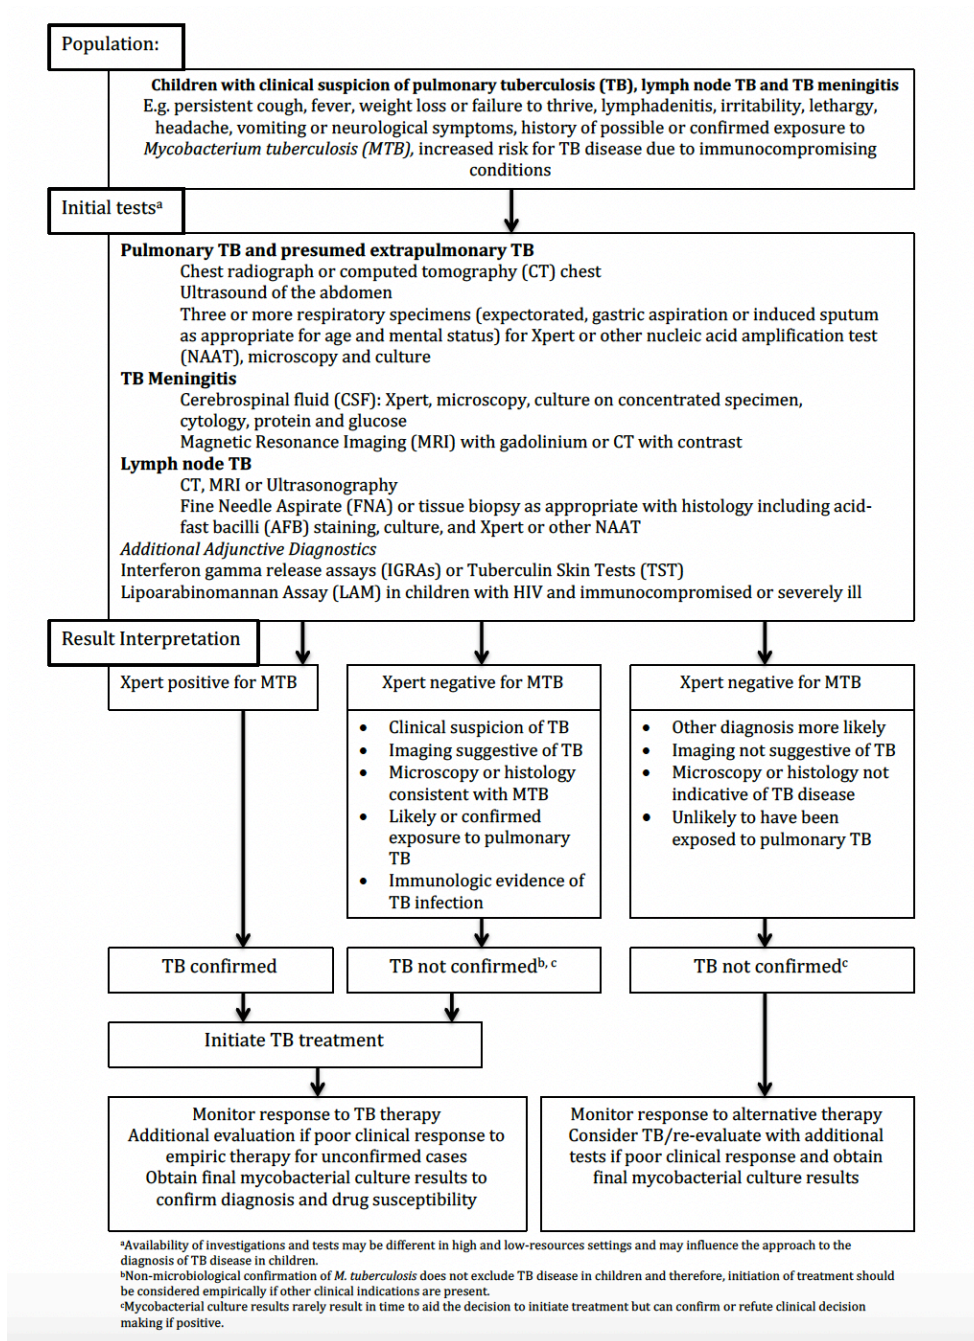 Population:
Children with clinical suspicion of pulmonary tuberculosis (TB), lymph node TB and TB meningitis
E.g. persistent cough, fever, weight loss or failure to thrive, lymphadenitis, irritability, lethargy,
headache, vomiting or neurological symptoms, history of possible or confirmed exposure to
Mycobacterium tuberculosis (MTB), increased risk for TB disease due to immunocompromising
conditions
Initial testsᵃ
Pulmonary TB and presumed extrapulmonary TB
Chest radiograph or computed tomography (CT) chest
Ultrasound of the abdomen
Three or more respiratory specimens (expectorated, gastric aspiration or induced sputum
as appropriate for age and mental status) for Xpert or other nucleic acid amplification test
(NAAT), microscopy and culture
TB Meningitis
Cerebrospinal fluid (CSF): Xpert, microscopy, culture on concentrated specimen,
cytology, protein and glucose
Magnetic Resonance Imaging (MRI) with gadolinium or CT with contrast
Lymph node TB
CT, MRI or Ultrasonography
Fine Needle Aspirate (FNA) or tissue biopsy as appropriate with histology including acid-
fast bacilli (AFB) staining, culture, and Xpert or other NAAT
Additional Adjunctive Diagnostics
Interferon gamma release assays (IGRAs) or Tuberculin Skin Tests (TST)
Lipoarabinomannan Assay (LAM) in children with HIV and immunocompromised or severely ill
Result Interpretation
Xpert positive for MTB
Xpert negative for MTB
• Clinical suspicion of TB
• Imaging suggestive of TB
• Microscopy or histology
consistent with MTB
• Likely or confirmed
exposure to pulmonary
TB
• Immunologic evidence of
TB infection
Xpert negative for MTB
• Other diagnosis more likely
• Imaging not suggestive of TB
• Microscopy or histology not
indicative of TB disease
• Unlikely to have been
exposed to pulmonary TB
TB confirmed
TB not confirmedᵇ, ᶜ
TB not confirmedᶜ
Initiate TB treatment
Monitor response to TB therapy
Additional evaluation if poor clinical response to
empiric therapy for unconfirmed cases
Obtain final mycobacterial culture results to
confirm diagnosis and drug susceptibility
Monitor response to alternative therapy
Consider TB/re-evaluate with additional
tests if poor clinical response and obtain
final mycobacterial culture results
ᵃAvailability of investigations and tests may be different in high and low-resources settings and may influence the approach to the
diagnosis of TB disease in children.
ᵇNon-microbiological confirmation of M. tuberculosis does not exclude TB disease in children and therefore, initiation of treatment should
be considered empirically if other clinical indications are present.
ᶜMycobacterial culture results rarely result in time to aid the decision to initiate treatment but can confirm or refute clinical decision
making if positive.